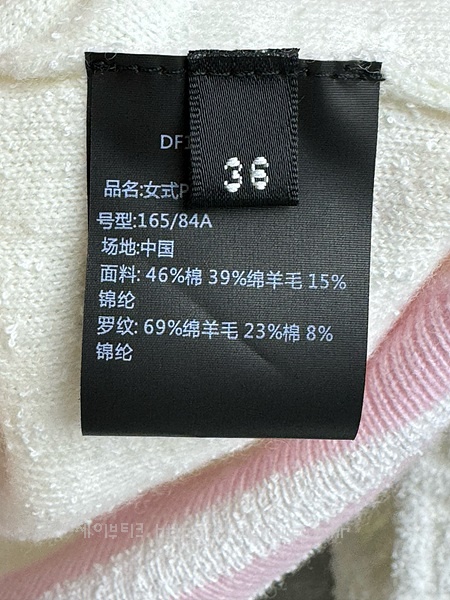 DF
36
品名:女式P
号型:165/84A
场地:中国
面料: 46%棉 39%绵羊毛 15%
锦纶
罗纹: 69%绵羊毛 23%棉 8%
锦纶